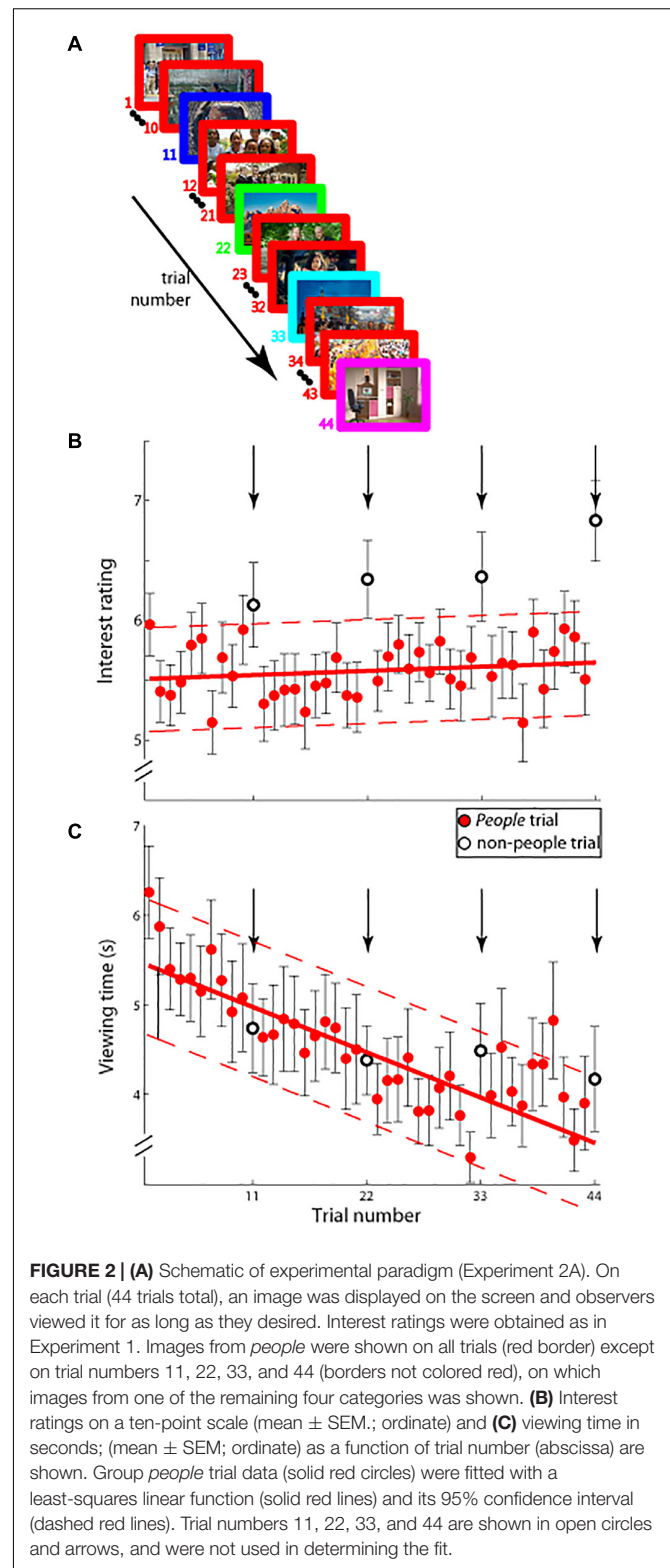 A
1
10
11
12
21
22
23
32
33
34
43
44
trial
number
B
7
6
5
Interest rating
People trial
non-people trial
C
7
6
5
4
Viewing time (s)
11 22 33 44
Trial number
FIGURE 2 | (A) Schematic of experimental paradigm (Experiment 2A). On
each trial (44 trials total), an image was displayed on the screen and observers
viewed it for as long as they desired. Interest ratings were obtained as in
Experiment 1. Images from people were shown on all trials (red border) except
on trial numbers 11, 22, 33, and 44 (borders not colored red), on which
images from one of the remaining four categories was shown. (B) Interest
ratings on a ten-point scale (mean ± SEM.; ordinate) and (C) viewing time in
seconds; (mean ± SEM; ordinate) as a function of trial number (abscissa) are
shown. Group people trial data (solid red circles) were fitted with a
least-squares linear function (solid red lines) and its 95% confidence interval
(dashed red lines). Trial numbers 11, 22, 33, and 44 are shown in open circles
and arrows, and were not used in determining the fit.